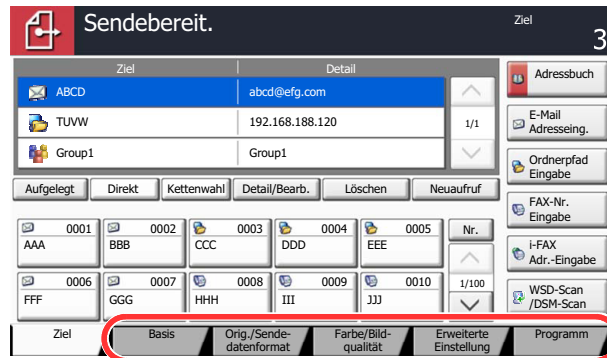 Sendebereit.
Ziel
3
Ziel Detail
ABCD abcd@efg.com
TUVW 192.168.188.120
1/1
Group1 Group1
Adressbuch
E-Mail
Adresseing.
Ordnerpfad
Eingabe
FAX-Nr.
Eingabe
i-FAX
Adr.-Eingabe
WSD-Scan
/DSM-Scan
Aufgelegt Direkt Kettenwahl Detail/Bearb. Löschen Neuaufruf
0001 0002 0003 0004 0005 Nr.
AAA BBB CCC DDD EEE
0006 0007 0008 0009 0010 1/100
FFF GGG HHH III JJJ
Ziel Basis Orig./Sende- Farbe/Bild- Erweiterte Programm
datenformat qualität Einstellung